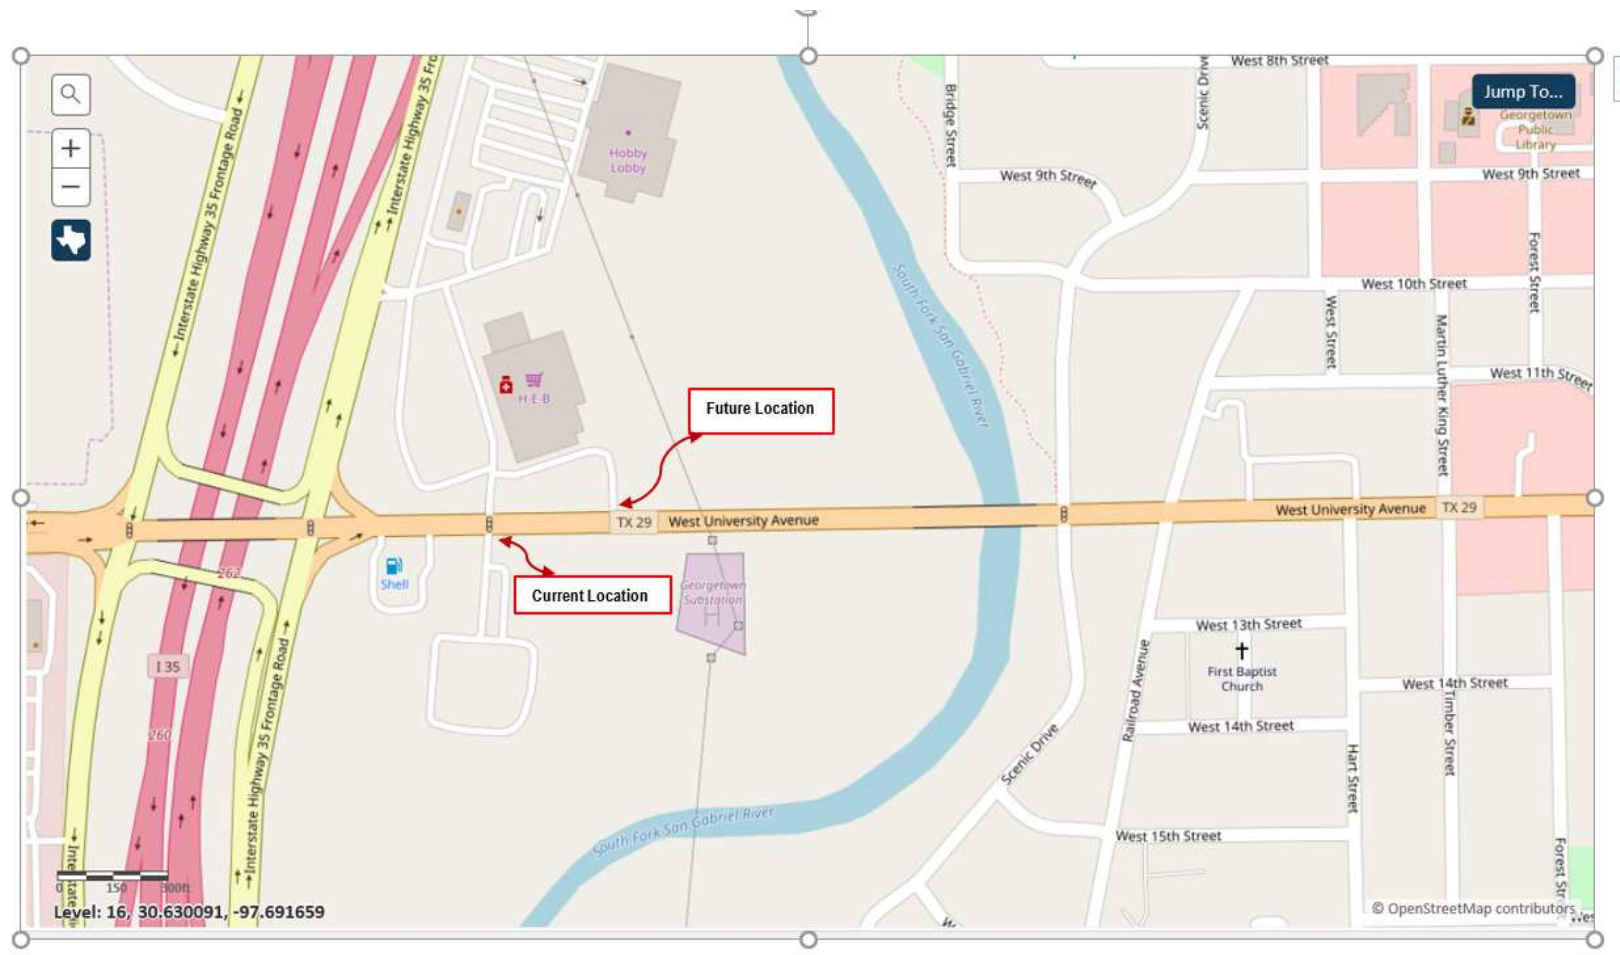 West 8th Street
Jump To...
Georgetown
Public
Library
Interstate Highway 35 Frontage Road
Interstate Highway 35 Fro
Hobby
Lobby
Bridge Street
Scenic Driv
West 9th Street
West 9th Street
Forest Street
South Fork San Gabriel River
West 10th Street
West Street
Martin Luther King Street
West 11th Street
H-E-B
Future Location
TX 29
West University Avenue
West University Avenue
TX 29
262
Shell
Current Location
Georgetown
Substation
West 13th Street
First Baptist
Church
Railroad Avenue
I 35
Interstate Highway 35 Frontage Road
260
West 14th Street
West 14th Street
Timber Street
Scenic Drive
Hart Street
South Fork San Gabriel River
West 15th Street
Forest Stre
0 150 300ft
Level: 16, 30.630091, -97.691659
© OpenStreetMap contributors
Wes